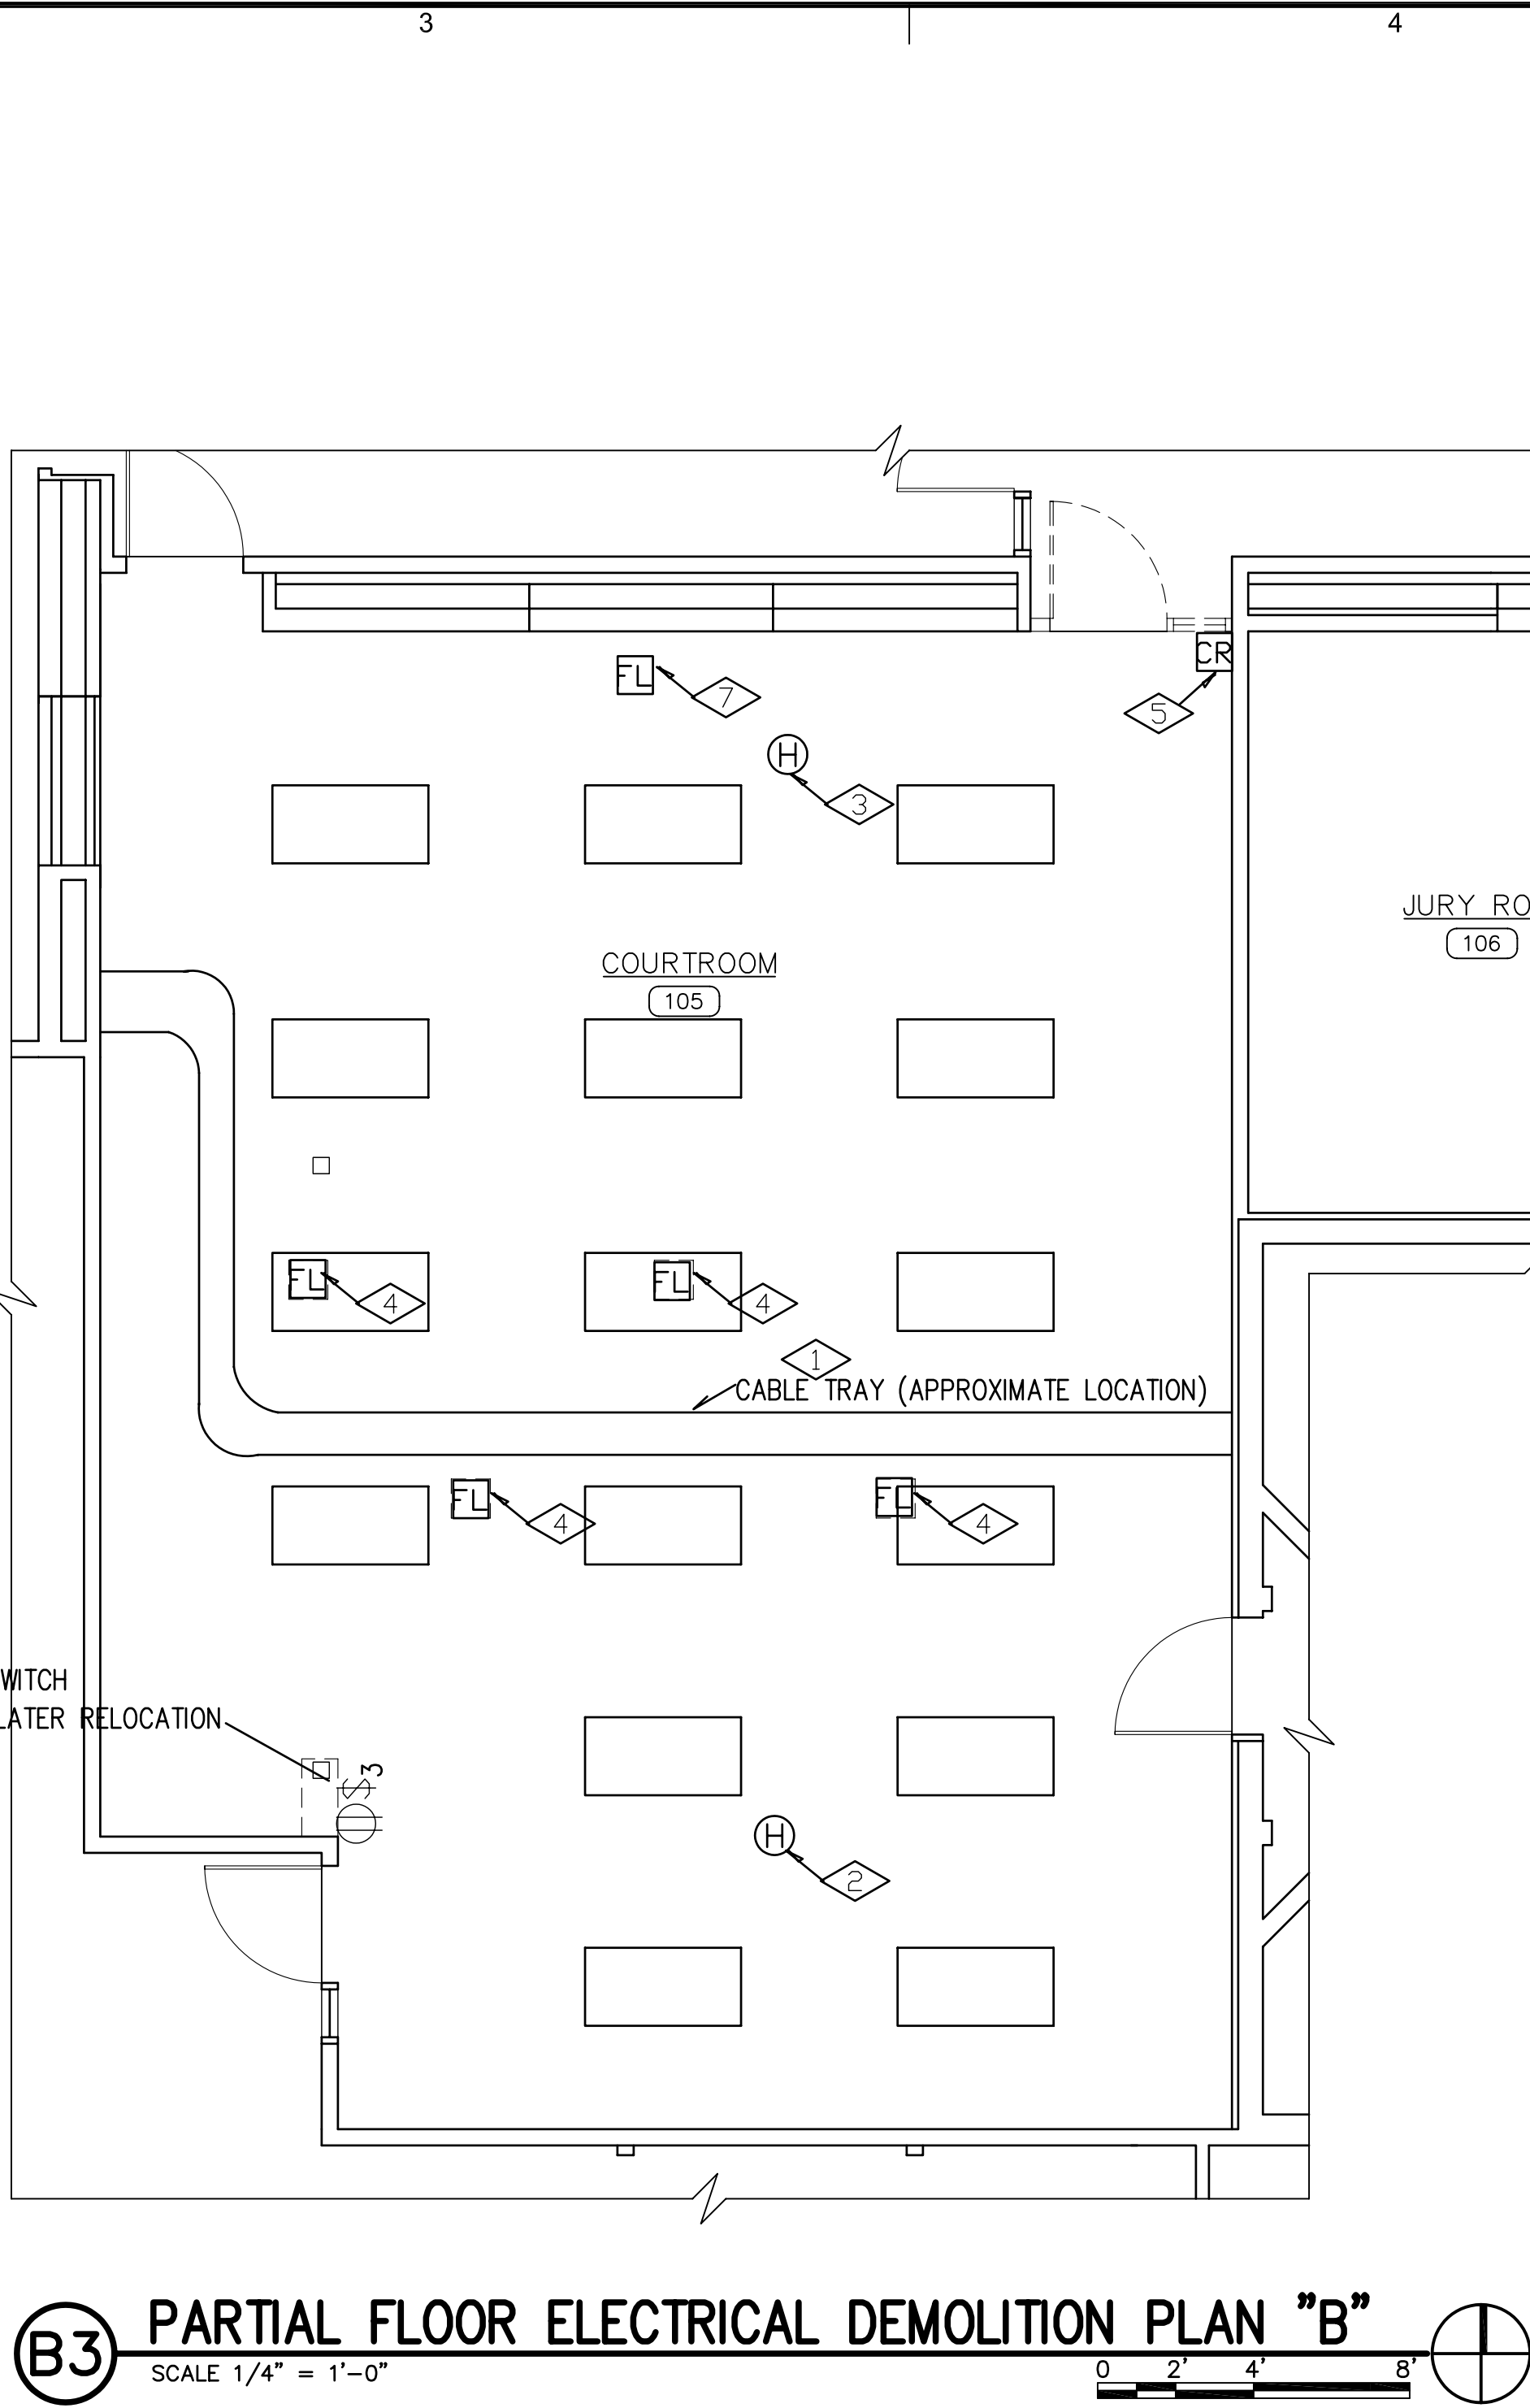 3
4
CR
FL
7
5
H
3
JURY RO
106
COURTROOM
105
FL
4
FL
4
1
CABLE TRAY (APPROXIMATE LOCATION)
FL
4
FL
4
WITCH
LATER RELOCATION
S3
H
2
B3
PARTIAL FLOOR ELECTRICAL DEMOLITION PLAN "B"
SCALE 1/4" = 1'-0"
0 2' 4' 8'